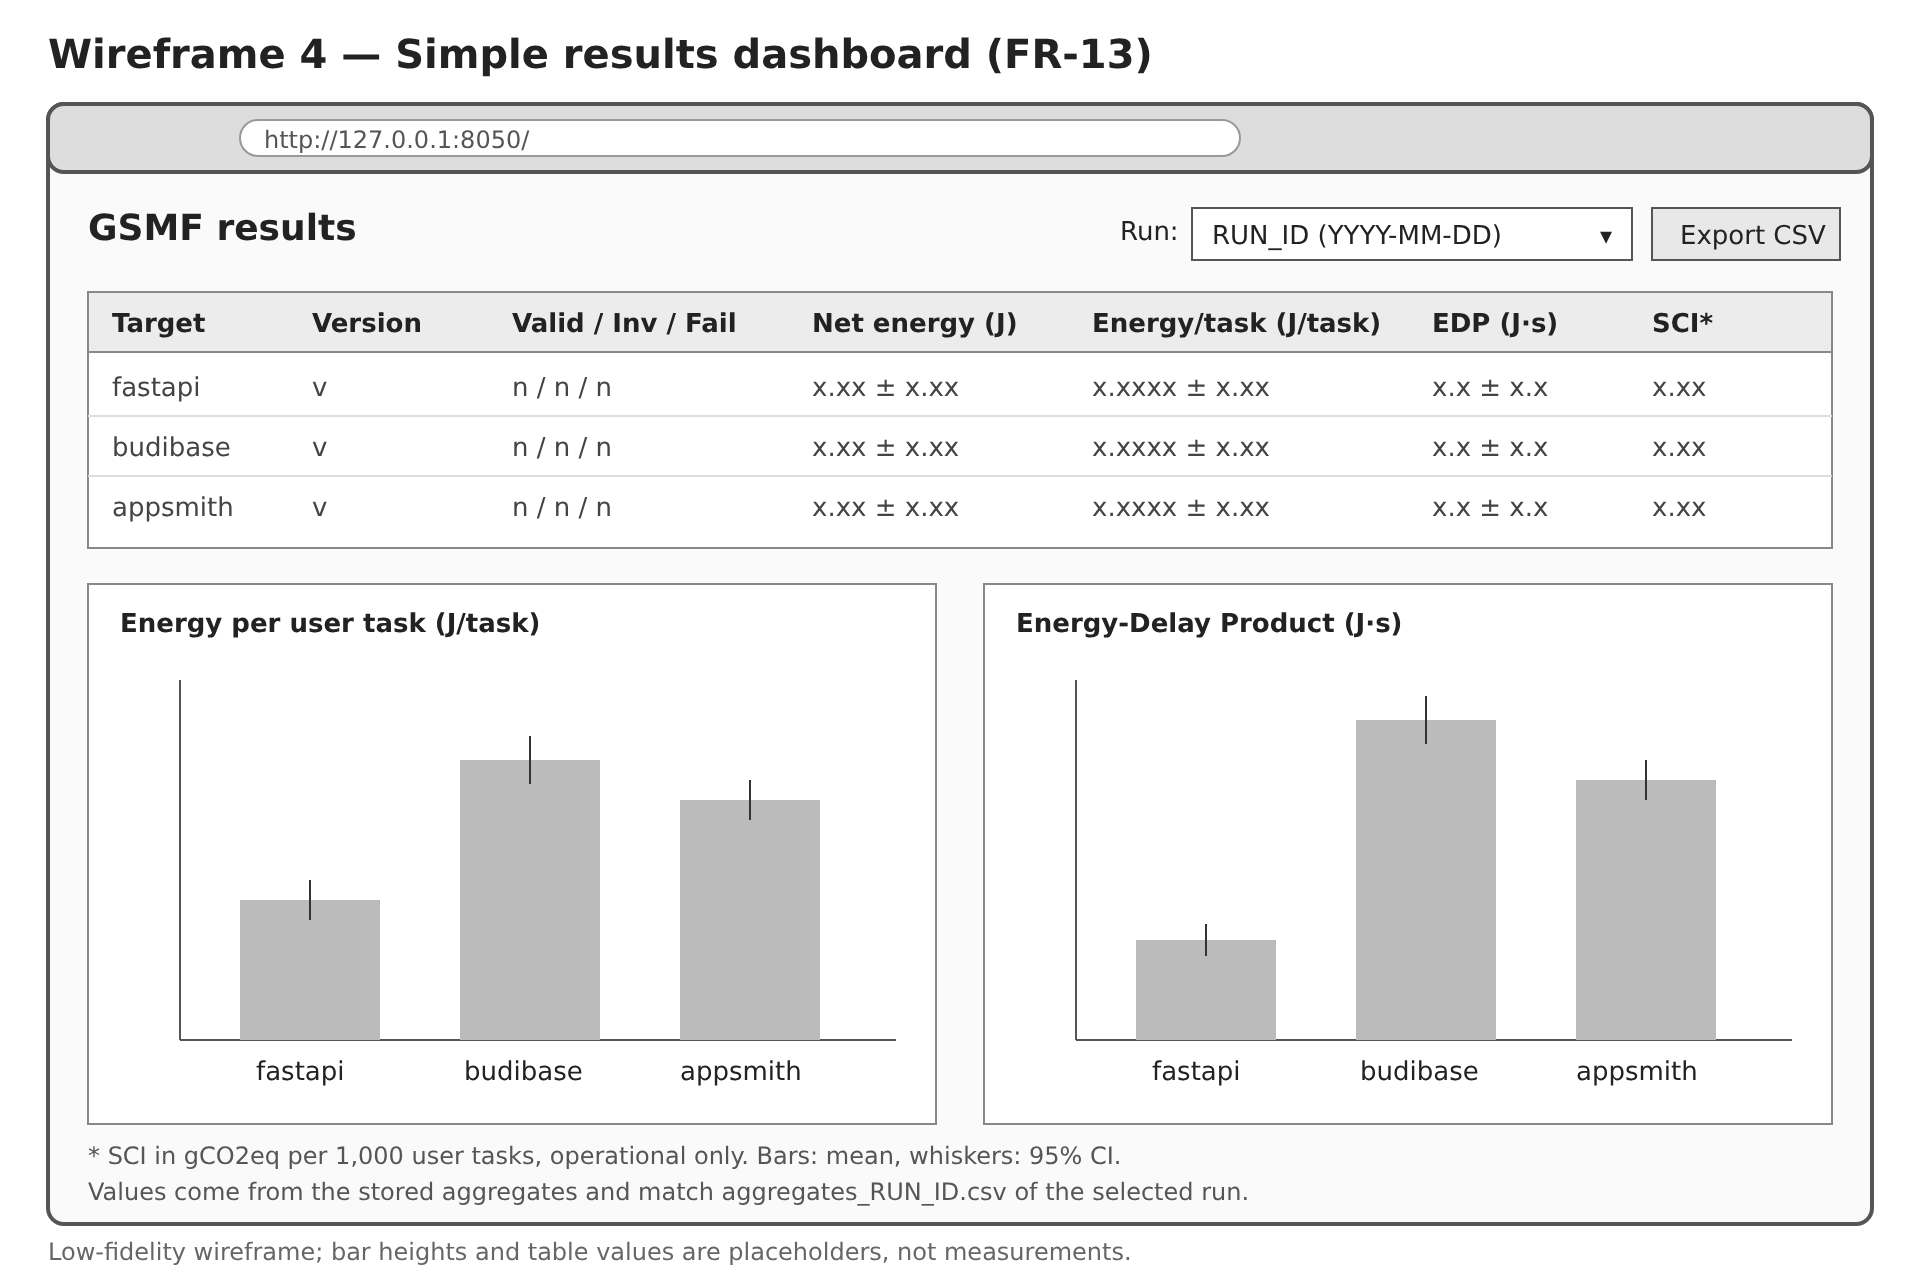 Wireframe 4 — Simple results dashboard (FR-13)
http://127.0.0.1:8050/
GSMF results
Run: RUN_ID (YYYY-MM-DD) ▾ Export CSV
Target Version Valid / Inv / Fail Net energy (J) Energy/task (J/task) EDP (J·s) SCI*
fastapi v n / n / n x.xx ± x.xx x.xxxx ± x.xx x.x ± x.x x.xx
budibase v n / n / n x.xx ± x.xx x.xxxx ± x.xx x.x ± x.x x.xx
appsmith v n / n / n x.xx ± x.xx x.xxxx ± x.xx x.x ± x.x x.xx
Energy per user task (J/task)
fastapi budibase appsmith
Energy-Delay Product (J·s)
fastapi budibase appsmith
* SCI in gCO2eq per 1,000 user tasks, operational only. Bars: mean, whiskers: 95% CI.
Values come from the stored aggregates and match aggregates_RUN_ID.csv of the selected run.
Low-fidelity wireframe; bar heights and table values are placeholders, not measurements.